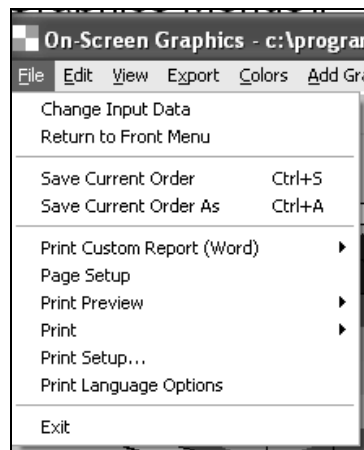 On-Screen Graphics - c:\progra
File Edit View Export Colors Add Gr
Change Input Data
Return to Front Menu
Save Current Order Ctrl+S
Save Current Order As Ctrl+A
Print Custom Report (Word)
Page Setup
Print Preview
Print
Print Setup...
Print Language Options
Exit